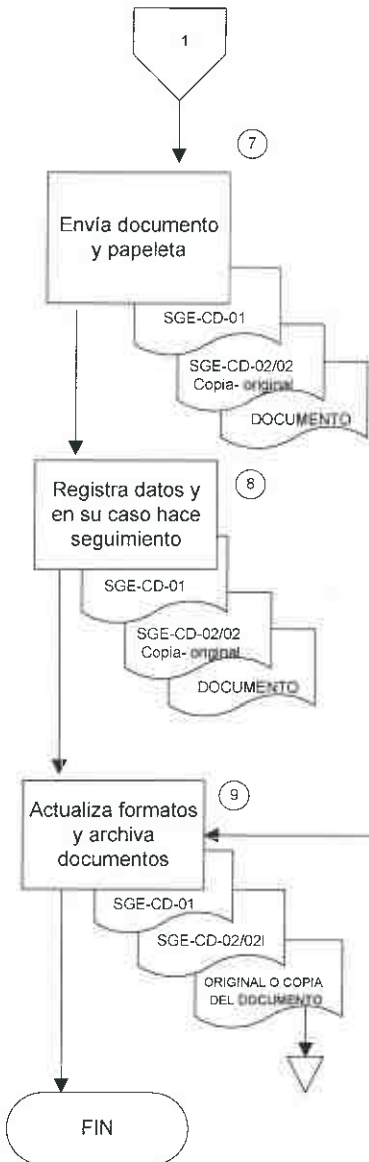 1
7
Envía documento
y papeleta
SGE-CD-01
SGE-CD-02/02
Copia- original
DOCUMENTO
8
Registra datos y
en su caso hace
seguimiento
SGE-CD-01
SGE-CD-02/02
Copia- original
DOCUMENTO
9
Actualiza formatos
y archiva
documentos
SGE-CD-01
SGE-CD-02/02I
ORIGINAL O COPIA
DEL DOCUMENTO
FIN